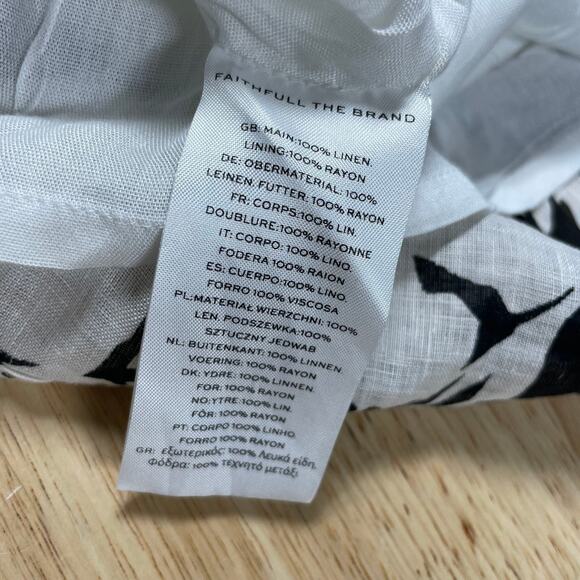 FAITHFULL THE BRAND
GB: MAIN:100% LINEN.
LINING:100% RAYON
DE: OBERMATERIAL: 100%
LEINEN. FUTTER: 100% RAYON
FR: CORPS:100% LIN.
DOUBLURE:100% RAYONNE
IT: CORPO: 100% LINO.
FODERA 100% RAION
ES: CUERPO:100% LINO.
FORRO 100% VISCOSA
PL:MATERIAŁ WIERZCHNI: 100%
LEN. PODSZEWKA:100%
SZTUCZNY JEDWAB
NL: BUITENKANT: 100% LINNEN.
VOERING: 100% RAYON
DK: YDRE: 100% LINNEN.
FOR: 100% RAYON
NO:YTRE :100% LIN.
FÔR: 100% RAYON
PT: CORPO 100% LINHO.
FORRO 100% RAYON
GR: εξωτερικός: 100% Λευκά είδη.
Φόδρα: 100% τεχνητό μετάξι